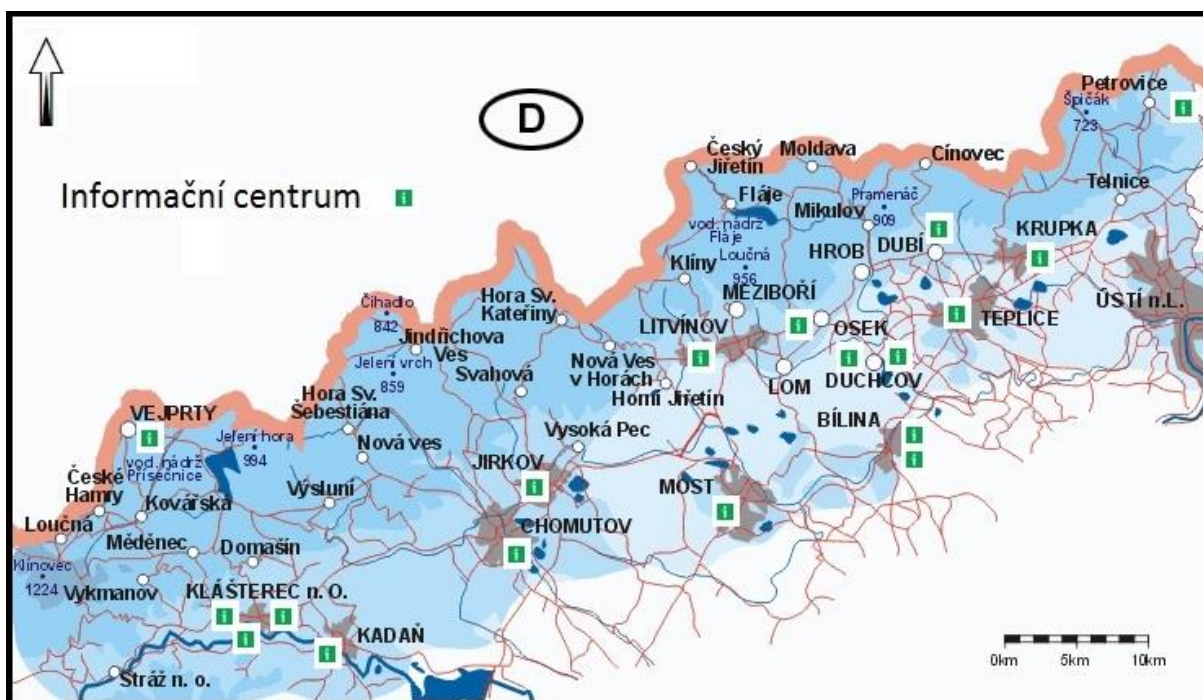 Petrovice
Špičák
723
D
Český
Jiřetín
Moldava
Cínovec
Informační centrum
Fláje
Pramenáč
909
Telnice
vod. nádrž
Fláje
Mikulov
KRUPKA
Loučná
956
HROB
DUBÍ
Klíny
MEZIBOŘÍ
ÚSTÍ n.L.
Čihadlo
842
Hora Sv.
Kateřiny
LITVÍNOV
OSEK
TEPLICE
Jindřichova
Ves
Jelení vrch
859
Svahová
Nová Ves
v Horách
LOM
DUCHCOV
Horní Jiřetín
Hora Sv.
Šebestiána
VEJPRTY
BÍLINA
Jelení hora
994
Nová ves
Vysoká Pec
vod. nádrž
Přísečnice
JIRKOV
České
Hamry
Výsluní
MOST
Kovářská
Loučná
CHOMUTOV
Měděnec
Domašín
Klínovec
1224
Vykmanov
KLÁŠTEREC n. O.
KADAŇ
0km 5km 10km
Stráž n. o.